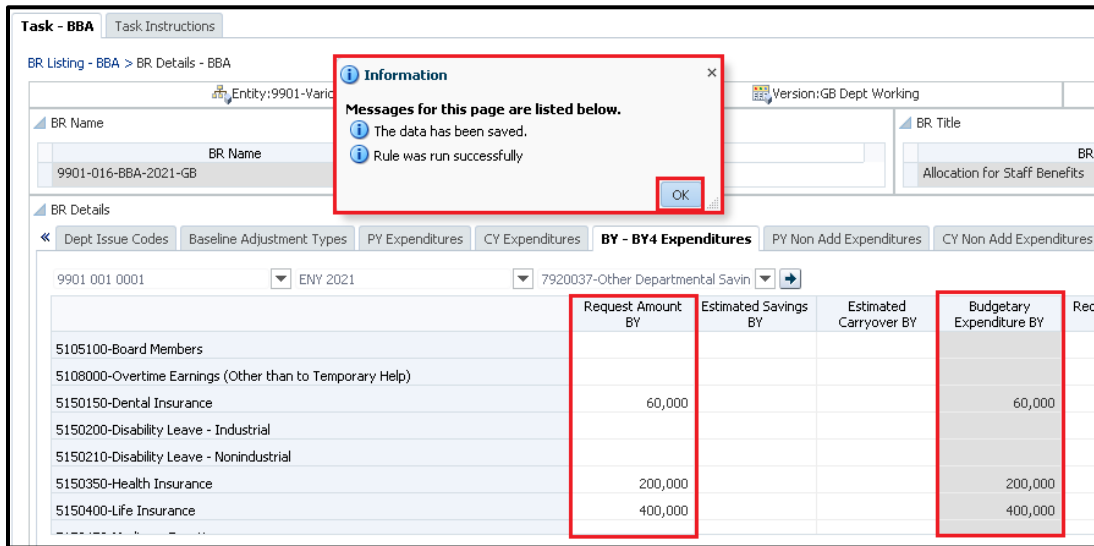 Task - BBA Task Instructions
BR Listing - BBA > BR Details - BBA
Information
Messages for this page are listed below.
The data has been saved.
Rule was run successfully
OK
Entity:9901-Vario
Version:GB Dept Working
BR Name
BR Title
BR Name
BR
9901-016-BBA-2021-GB
Allocation for Staff Benefits
BR Details
Dept Issue Codes Baseline Adjustment Types PY Expenditures CY Expenditures BY - BY4 Expenditures PY Non Add Expenditures CY Non Add Expenditures
9901 001 0001 ENY 2021 7920037-Other Departmental Savin
Request Amount BY Estimated Savings BY Estimated Carryover BY Budgetary Expenditure BY Rec
5105100-Board Members
5108000-Overtime Earnings (Other than to Temporary Help)
5150150-Dental Insurance 60,000 60,000
5150200-Disability Leave - Industrial
5150210-Disability Leave - Nonindustrial
5150350-Health Insurance 200,000 200,000
5150400-Life Insurance 400,000 400,000